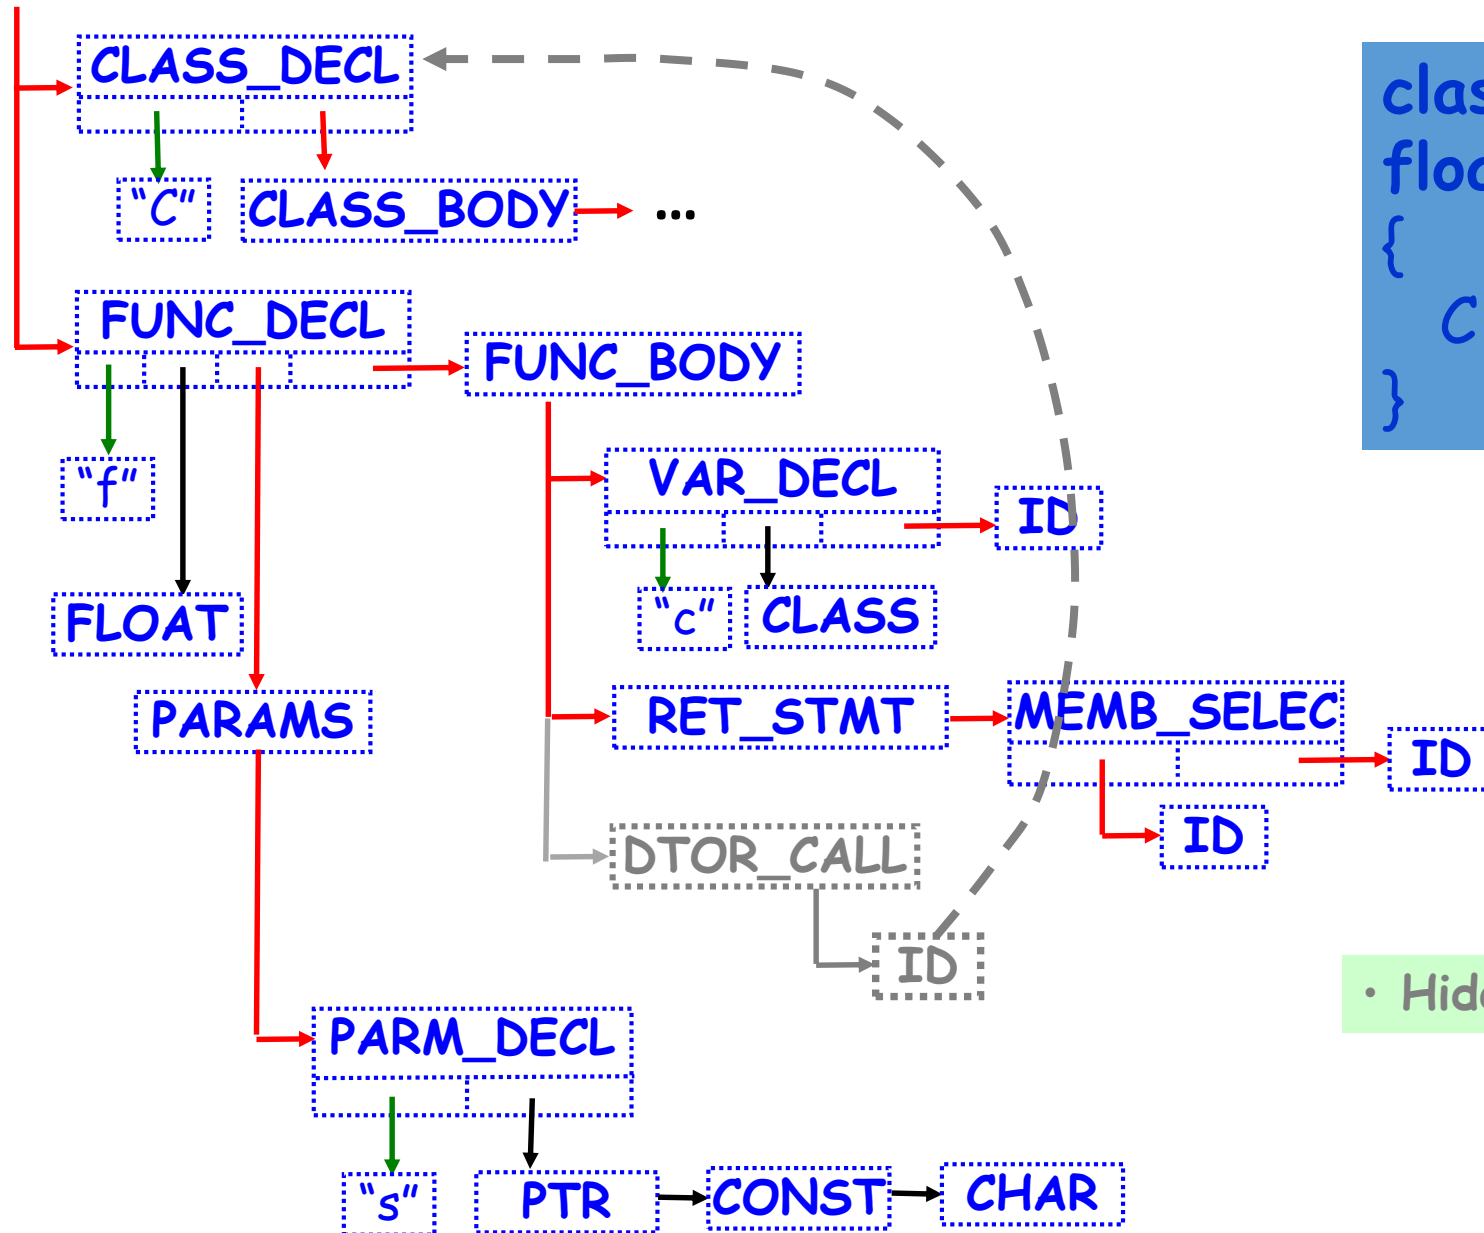 CLASS_DECL
"C"
CLASS_BODY
...
FUNC_DECL
FUNC_BODY
"f"
FLOAT
PARAMS
VAR_DECL
ID
"c"
CLASS
RET_STMT
MEMB_SELEC
ID
ID
DTOR_CALL
ID
PARM_DECL
"s"
PTR
CONST
CHAR
{
C
}